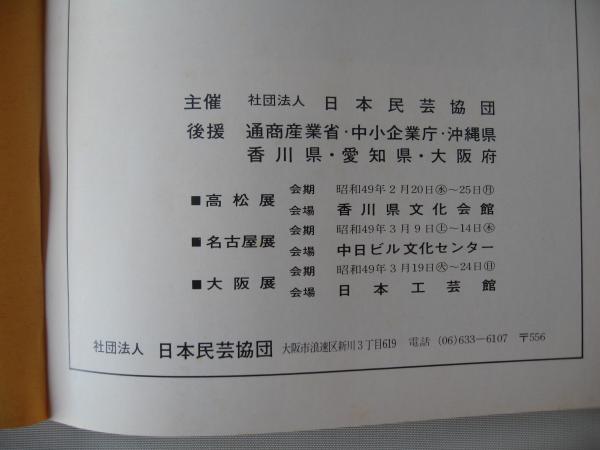 主催 社団法人 日本民芸協団
後援 通商産業省·中小企業庁·沖縄県
香川県·愛知県·大阪府
■高松展 会期 昭和49年2月20日㊌～25日㊊
会場 香川県文化会館
■名古屋展 会期 昭和49年3月9日㊏～14日㊍
会場 中日ビル文化センター
■大阪展 会期 昭和49年3月19日㊋～24日㊐
会場 日本工芸館
社団法人 日本民芸協団 大阪市浪速区新川3丁目619 電話 (06)633-6107 〒556